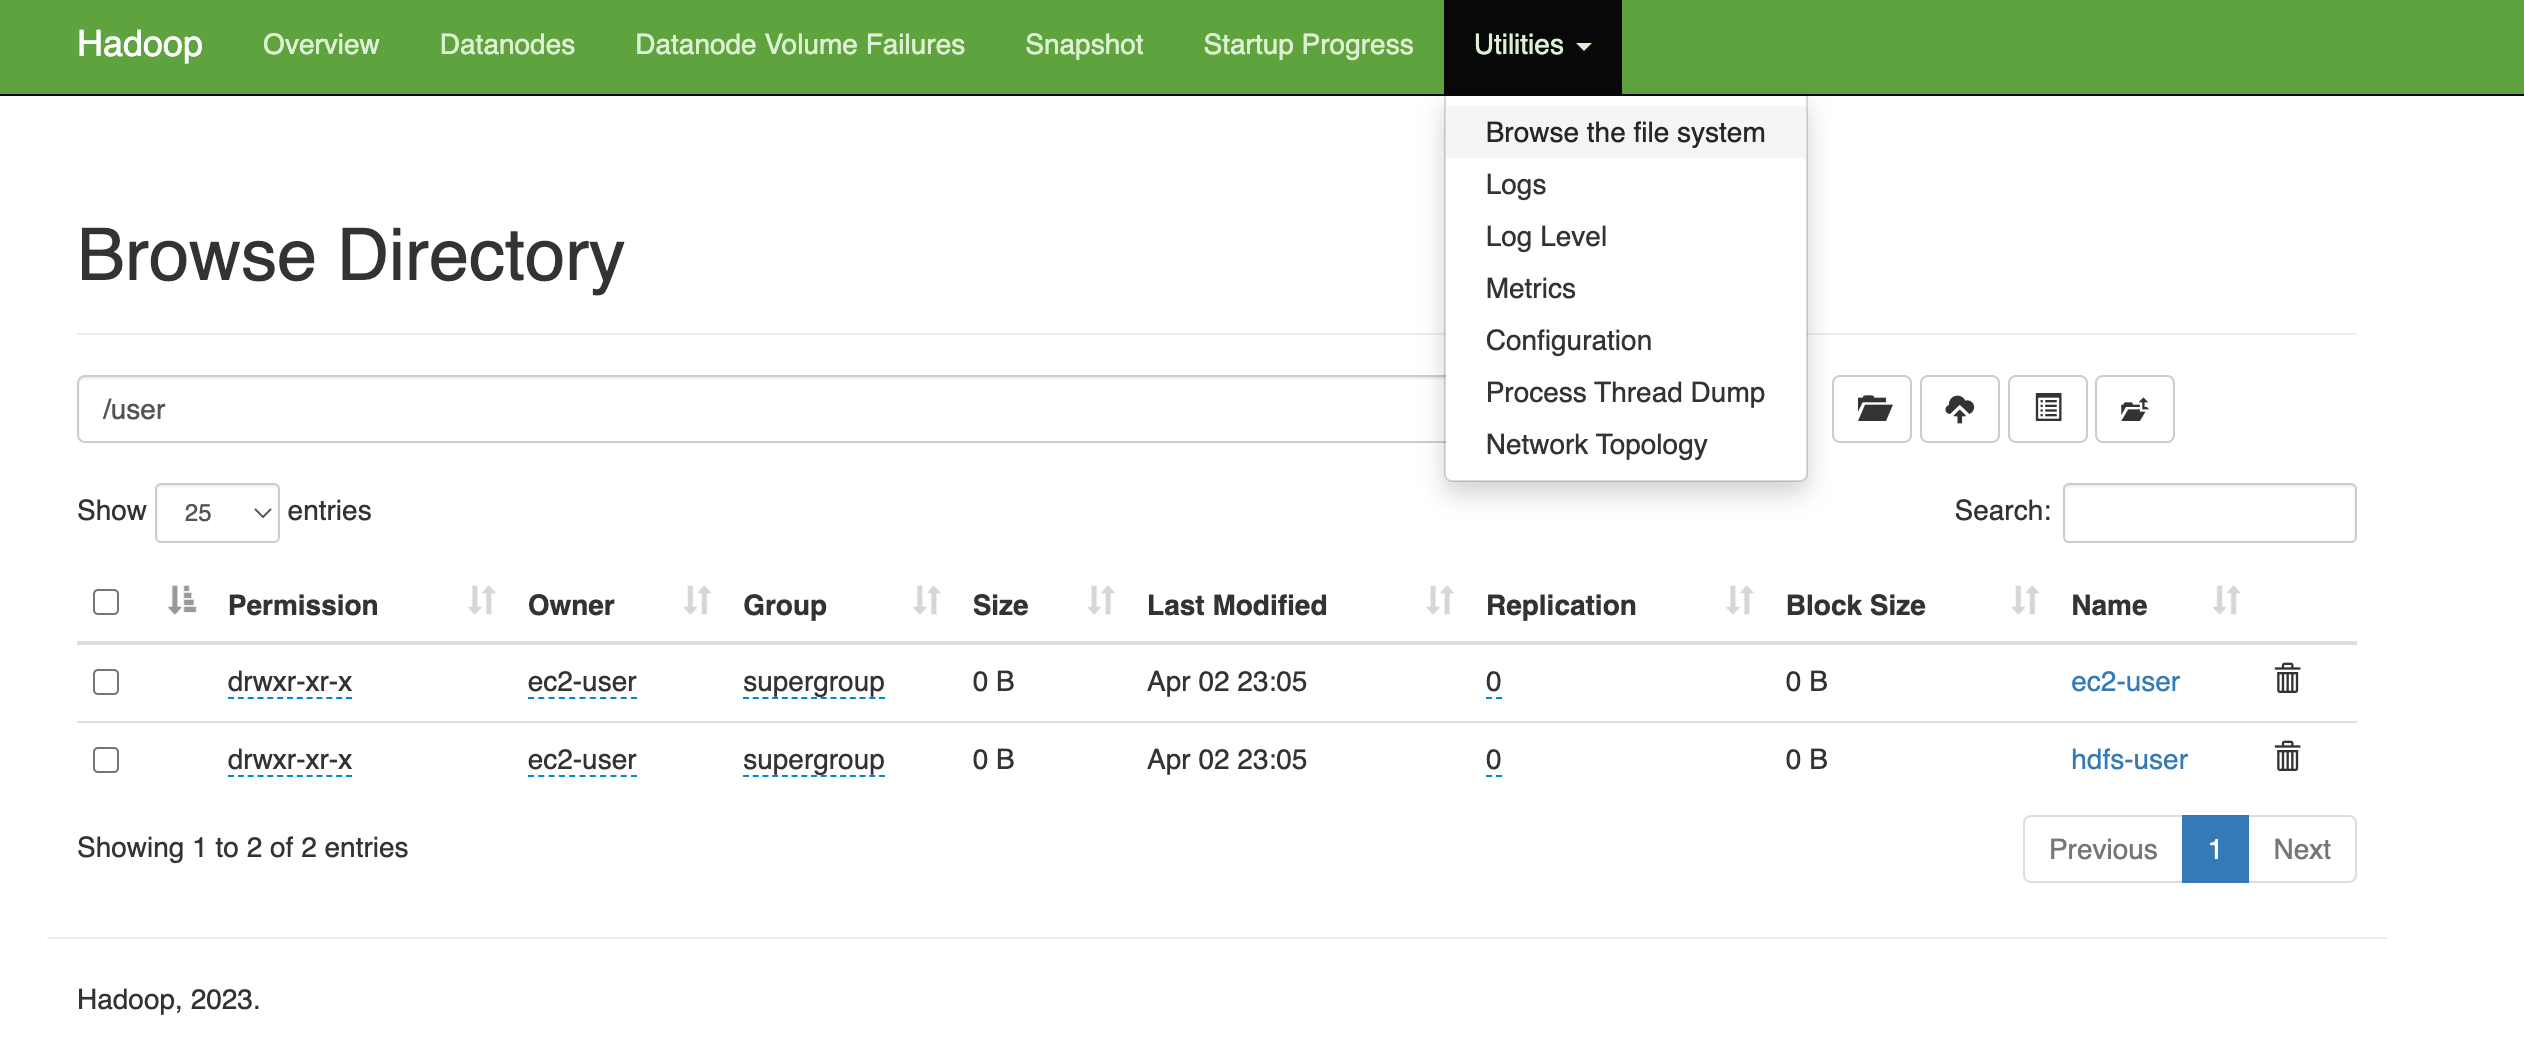 Hadoop Overview Datanodes Datanode Volume Failures Snapshot Startup Progress Utilities
Browse the file system
Logs
Log Level
Metrics
Configuration
Process Thread Dump
Network Topology
Browse Directory
/user
Show 25 entries Search:
Permission Owner Group Size Last Modified Replication Block Size Name
drwxr-xr-x ec2-user supergroup 0 B Apr 02 23:05 0 0 B ec2-user
drwxr-xr-x ec2-user supergroup 0 B Apr 02 23:05 0 0 B hdfs-user
Showing 1 to 2 of 2 entries Previous 1 Next
Hadoop, 2023.